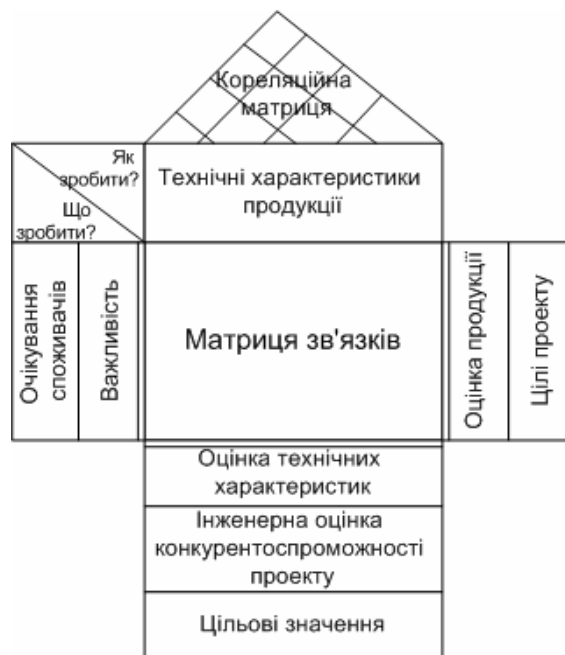 Кореляційна
матриця
Як
зробити?
Що
зробити?
Технічні характеристики
продукції
Очікування
споживачів
Важливість
Матриця зв'язків
Оцінка продукції
Цілі проекту
Оцінка технічних
характеристик
Інженерна оцінка
конкурентоспроможності
проекту
Цільові значення